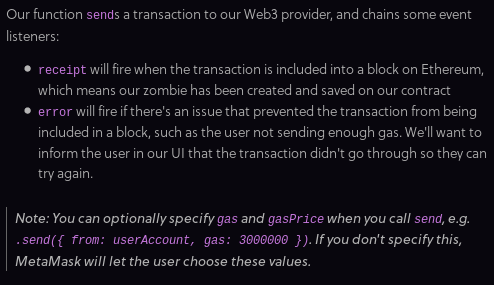 Our function sends a transaction to our Web3 provider, and chains some event
listeners:
receipt will fire when the transaction is included into a block on Ethereum,
which means our zombie has been created and saved on our contract
error will fire if there's an issue that prevented the transaction from being
included in a block, such as the user not sending enough gas. We'll want to
inform the user in our UI that the transaction didn't go through so they can
try again.
Note: You can optionally specify gas and gasPrice when you call send, e.g.
.send({ from: userAccount, gas: 3000000 }). If you don't specify this,
MetaMask will let the user choose these values.